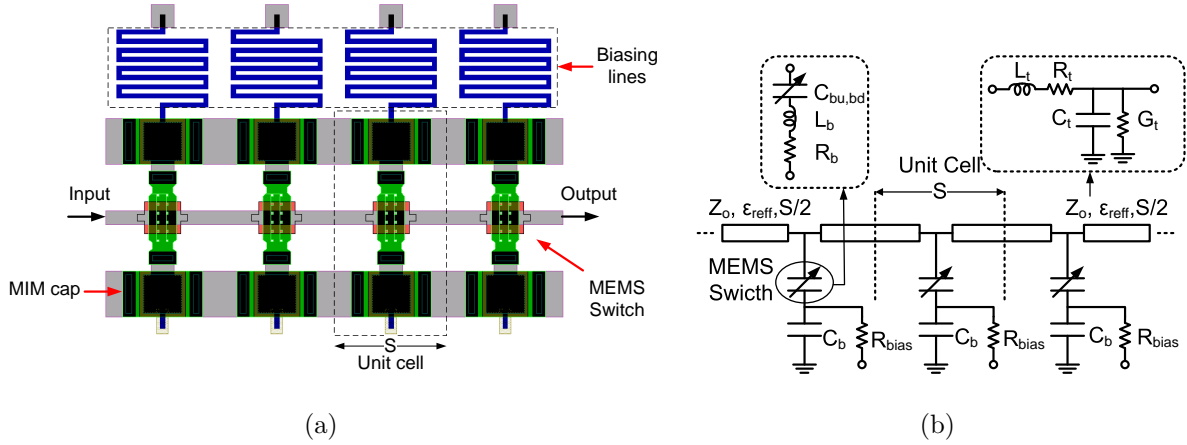 Biasing
lines
Input
Output
MIM cap
MEMS
Switch
S
Unit cell
(a)
C_bu,bd
L_b
R_b
L_t
R_t
C_t
G_t
Unit Cell
S
Z_o, ε_reff,S/2
Z_o, ε_reff,S/2
MEMS
Swicth
C_b
R_bias
C_b
R_bias
C_b
R_bias
(b)